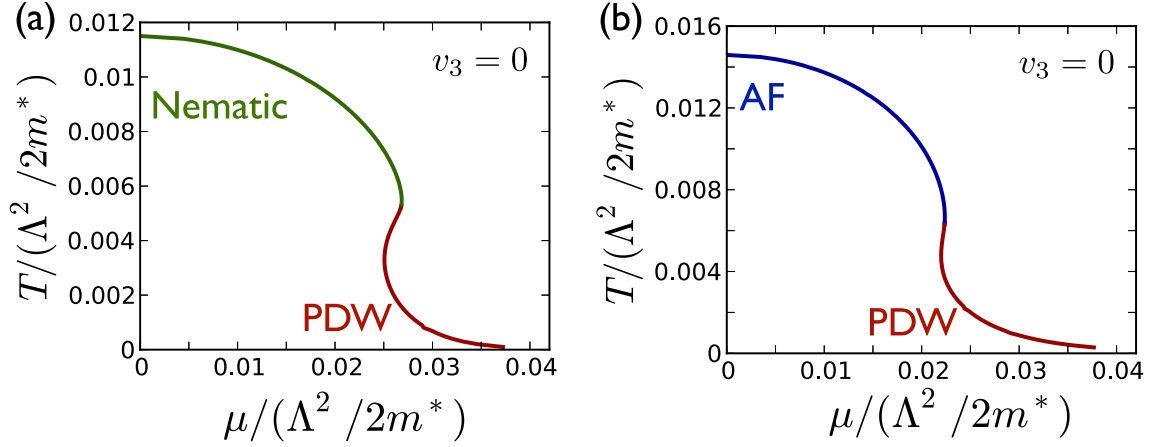 (a)
v₃ = 0
Nematic
PDW
0.012
0.01
0.008
0.006
0.004
0.002
0
0
0.01
0.02
0.03
0.04
T/(Λ² /2m*)
μ/(Λ² /2m*)
(b)
v₃ = 0
AF
PDW
0.016
0.012
0.008
0.004
0
0
0.01
0.02
0.03
0.04
T/(Λ² /2m*)
μ/(Λ² /2m*)